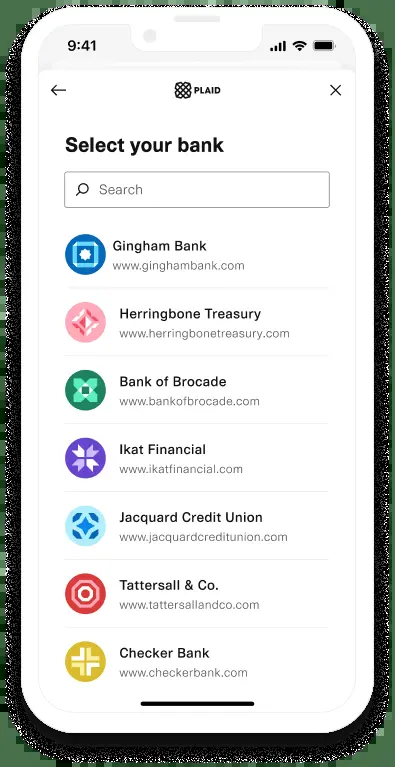 9:41
PLAID
Select your bank
Search
Gingham Bank
www.ginghambank.com
Herringbone Treasury
www.herringbonetreasury.com
Bank of Brocade
www.bankofbrocade.com
Ikat Financial
www.ikatfinancial.com
Jacquard Credit Union
www.jacquardcreditunion.com
Tattersall & Co.
www.tattersallandco.com
Checker Bank
www.checkerbank.com